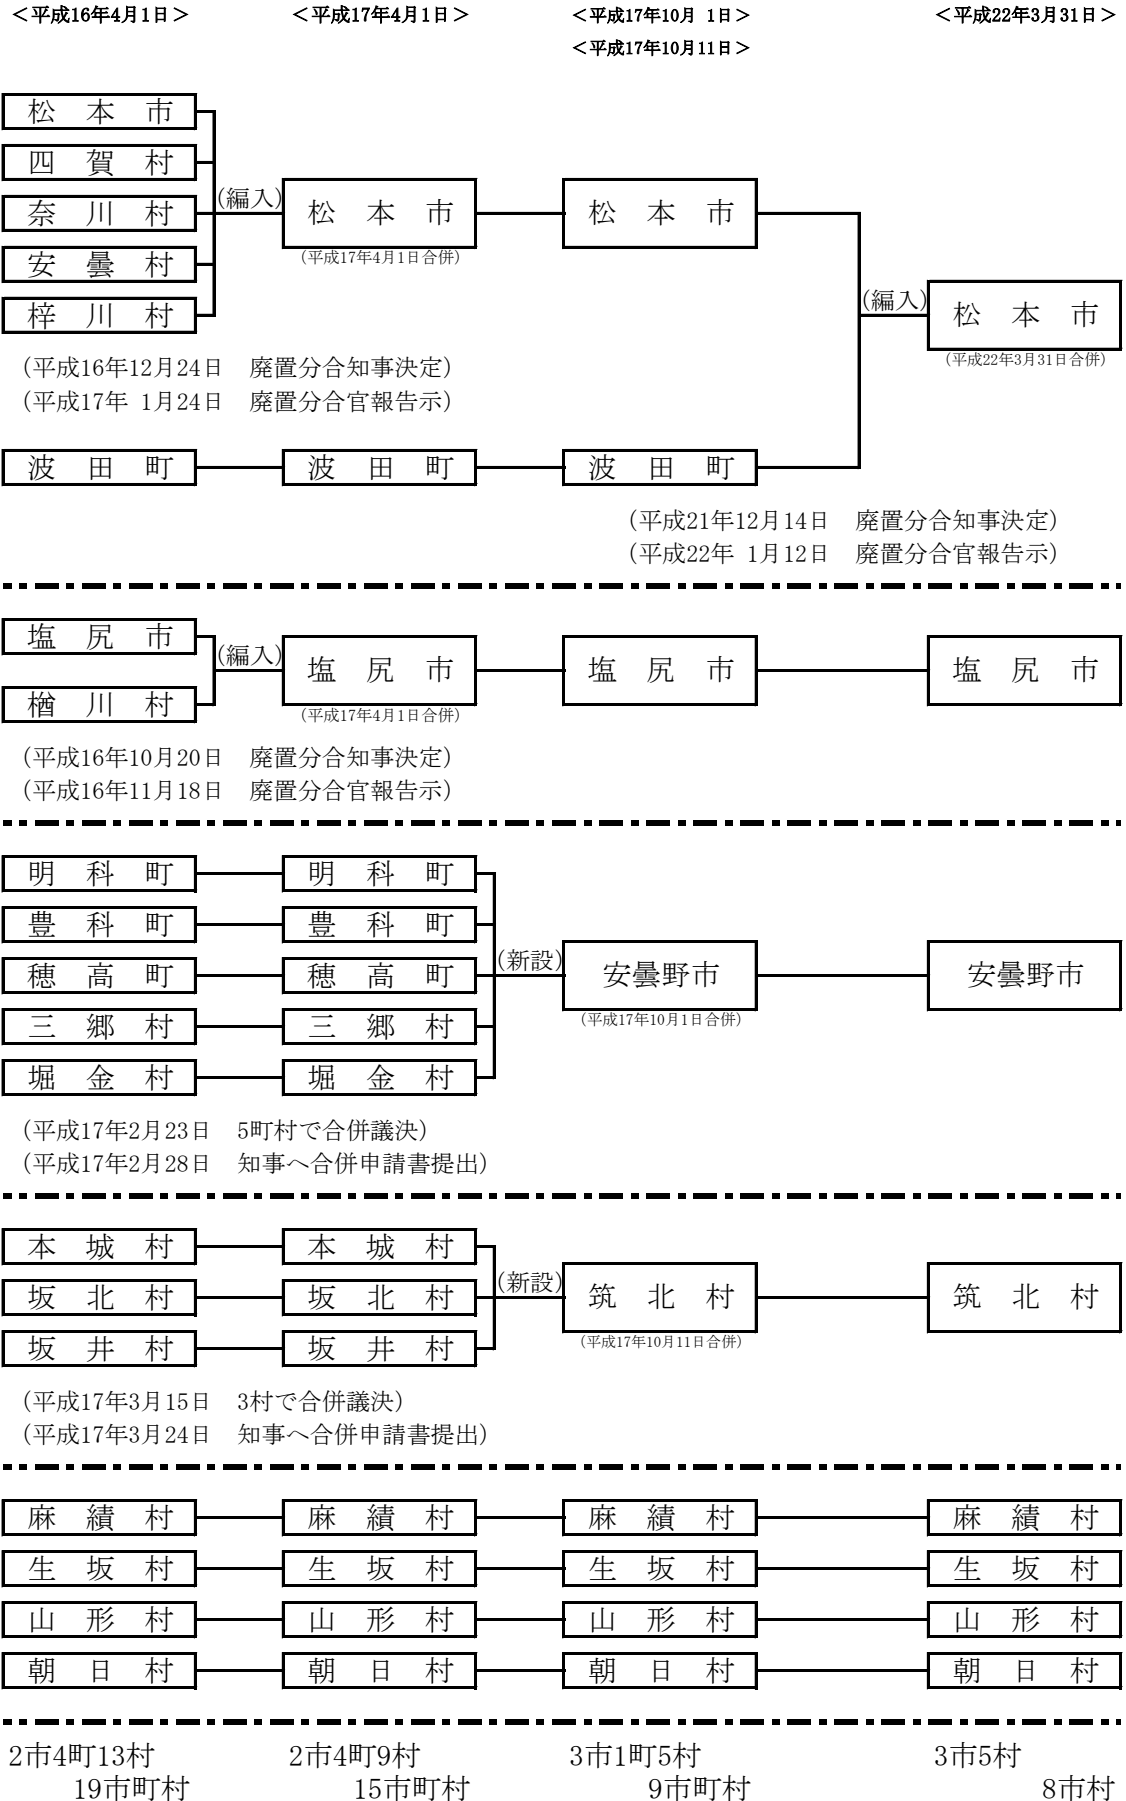 ＜平成16年4月1日＞　＜平成17年4月1日＞　＜平成17年10月 1日＞　＜平成22年3月31日＞
＜平成17年10月11日＞
松本市
四賀村
奈川村
安曇村
梓川村
(編入)
松本市
(平成17年4月1日合併)
松本市
(編入)
松本市
(平成22年3月31日合併)
(平成16年12月24日　廃置分合知事決定)
(平成17年 1月24日　廃置分合官報告示)
波田町　波田町　波田町
(平成21年12月14日　廃置分合知事決定)
(平成22年 1月12日　廃置分合官報告示)
塩尻市
楢川村
(編入)
塩尻市　塩尻市　塩尻市
(平成17年4月1日合併)
(平成16年10月20日　廃置分合知事決定)
(平成16年11月18日　廃置分合官報告示)
明科町　明科町
豊科町　豊科町
穂高町　穂高町
三郷村　三郷村
堀金村　堀金村
(新設)
安曇野市　安曇野市
(平成17年10月1日合併)
(平成17年2月23日　5町村で合併議決)
(平成17年2月28日　知事へ合併申請書提出)
本城村　本城村
坂北村　坂北村
坂井村　坂井村
(新設)
筑北村　筑北村
(平成17年10月11日合併)
(平成17年3月15日　3村で合併議決)
(平成17年3月24日　知事へ合併申請書提出)
麻績村　麻績村　麻績村　麻績村
生坂村　生坂村　生坂村　生坂村
山形村　山形村　山形村　山形村
朝日村　朝日村　朝日村　朝日村
2市4町13村　2市4町9村　3市1町5村　3市5村
19市町村　15市町村　9市町村　8市村